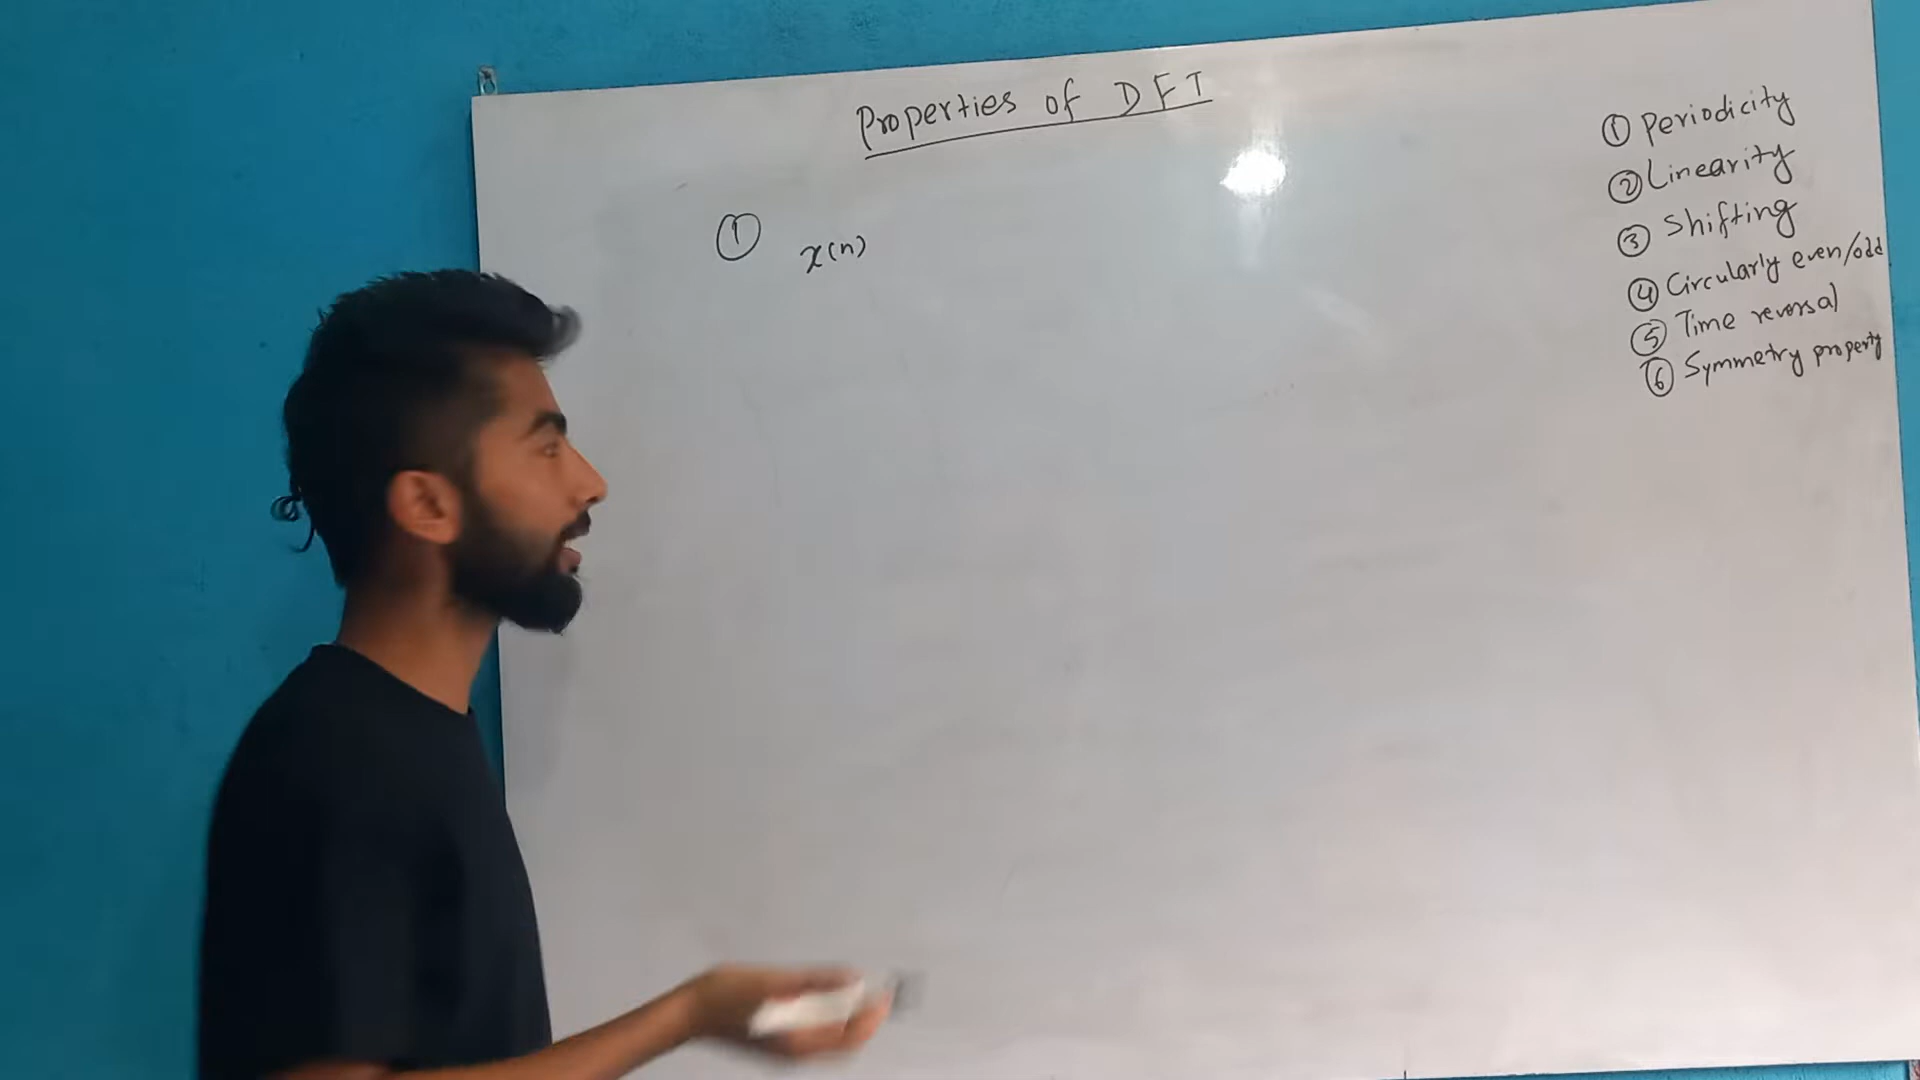 Properties of DFT
① x(n)
① Periodicity
② Linearity
③ Shifting
④ Circularly even/odd
⑤ Time reversal
⑥ Symmetry property